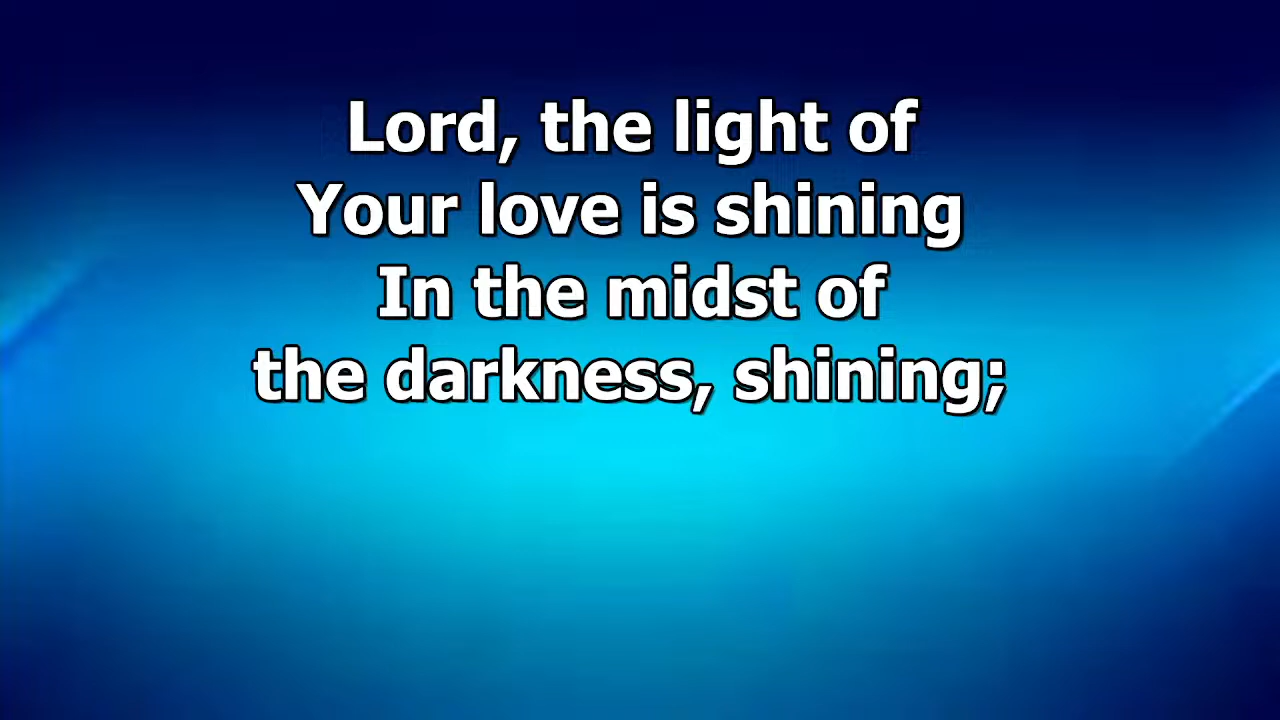 Lord, the light of
Your love is shining
In the midst of
the darkness, shining;